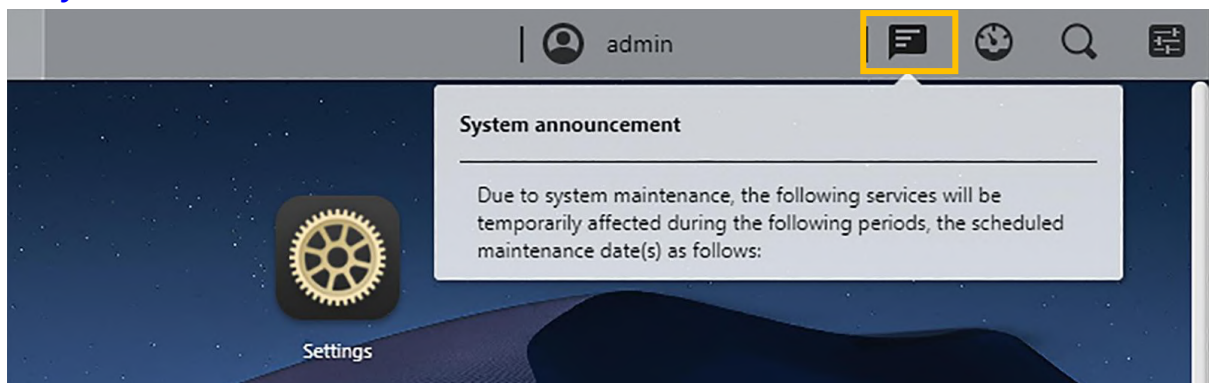 admin
System announcement
Due to system maintenance, the following services will be
temporarily affected during the following periods, the scheduled
maintenance date(s) as follows:
Settings